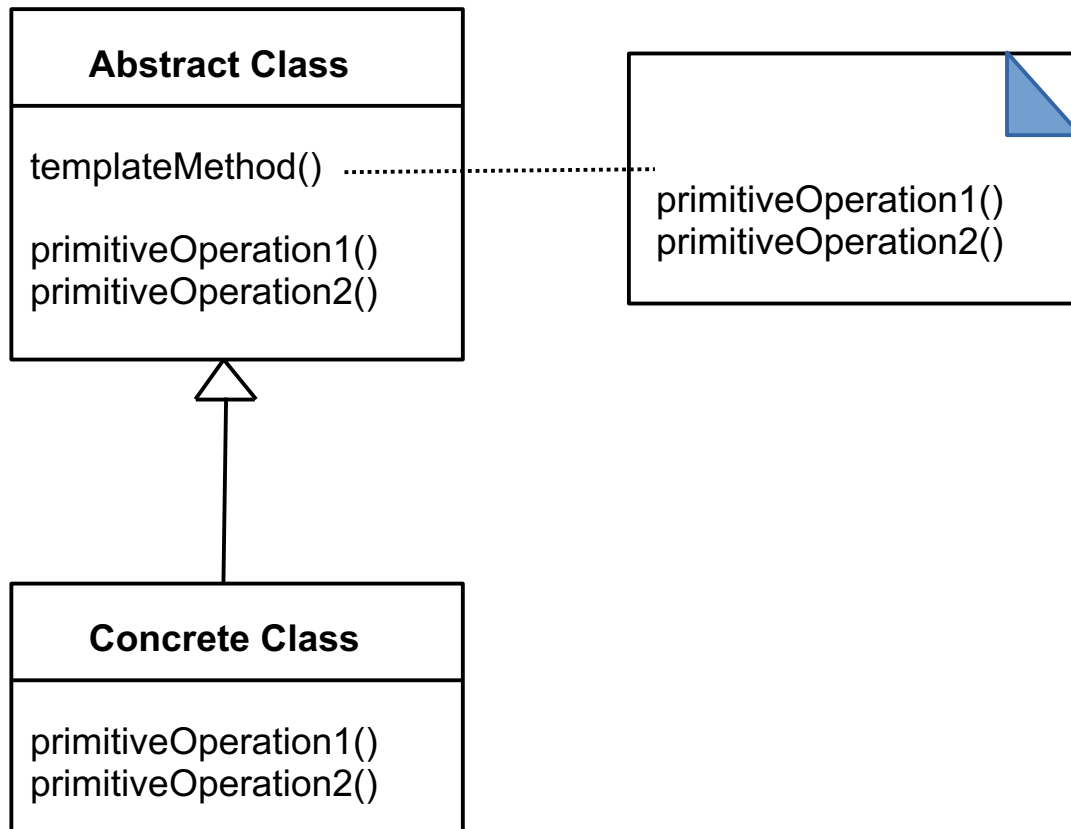 Abstract Class
templateMethod()
primitiveOperation1()
primitiveOperation2()
primitiveOperation1()
primitiveOperation2()
Concrete Class
primitiveOperation1()
primitiveOperation2()